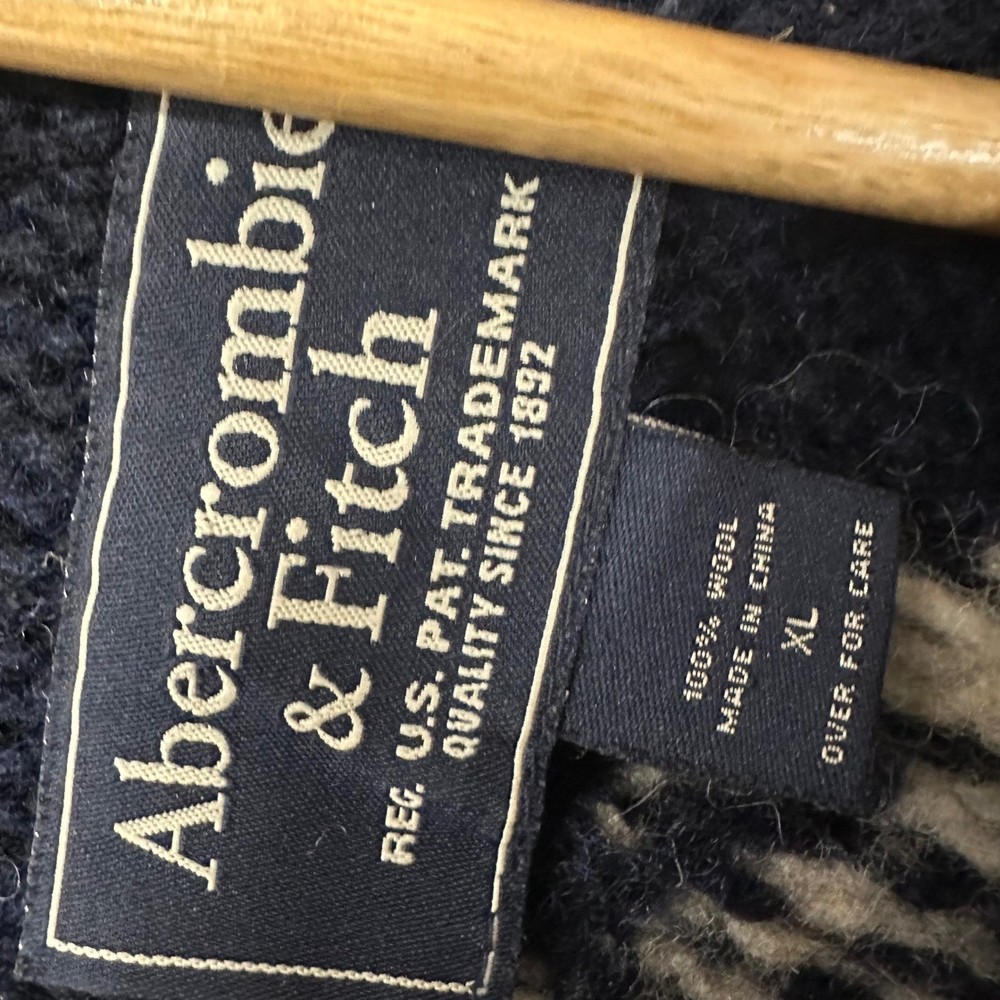 Abercrombie
& Fitch
REG. U.S. PAT. TRADEMARK
QUALITY SINCE 1892
100% WOOL
MADE IN CHINA
XL
OVER FOR CARE